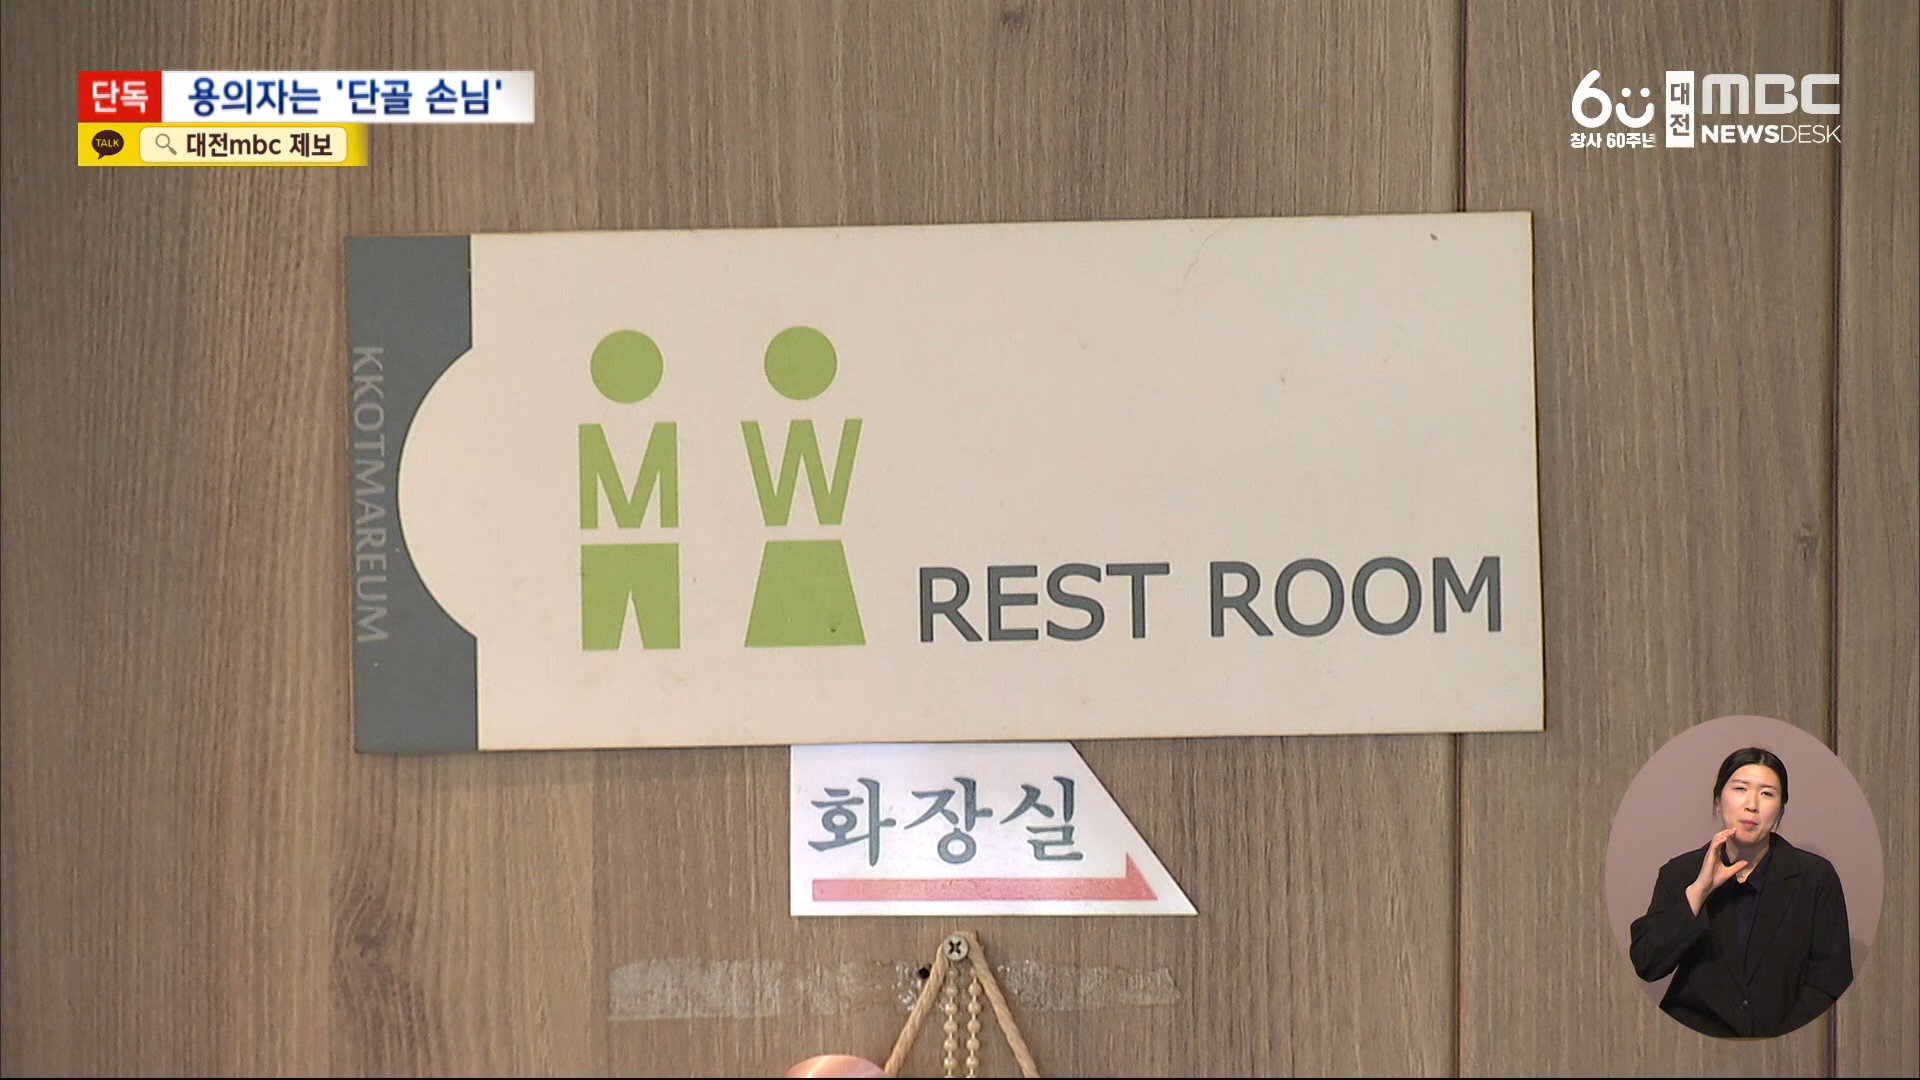 단독 용의자는 '단골 손님'
TALK 대전mbc 제보
60 대전 MBC
창사 60주년 NEWSDESK
KKOTMAREUM
M W
REST ROOM
화장실